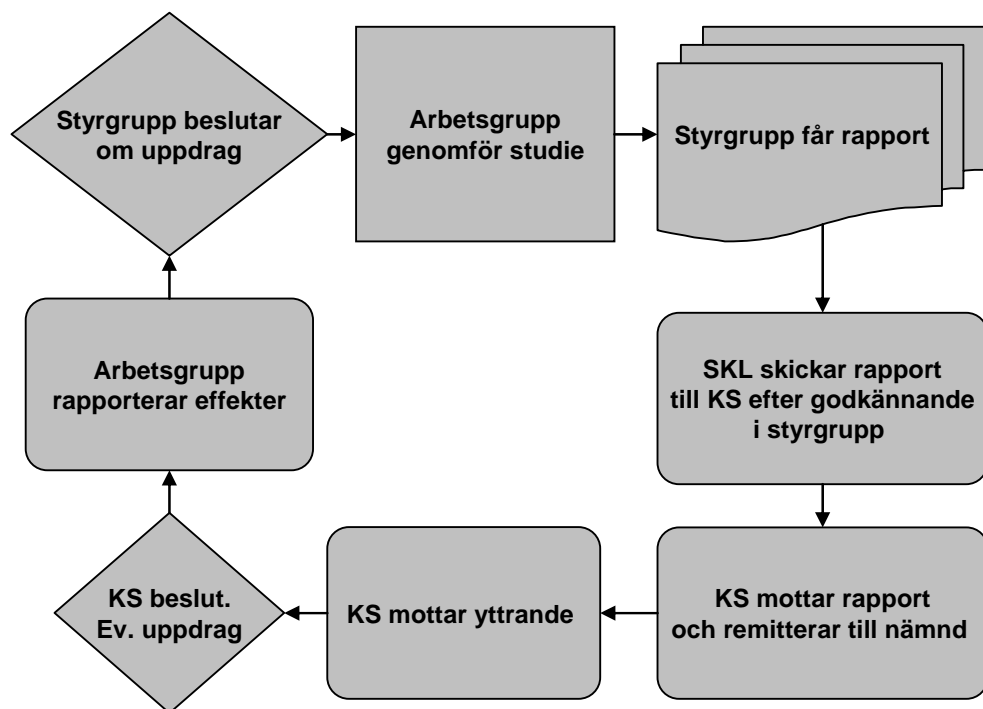 Styrgrupp beslutar
om uppdrag
Arbetsgrupp
genomför studie
Styrgrupp får rapport
SKL skickar rapport
till KS efter godkännande
i styrgrupp
KS mottar rapport
och remitterar till nämnd
KS mottar yttrande
KS beslut.
Ev. uppdrag
Arbetsgrupp
rapporterar effekter